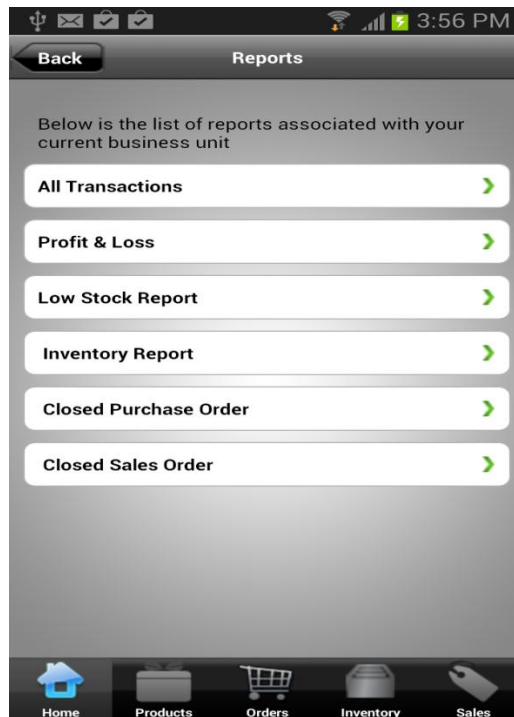 3:56 PM
Back
Reports
Below is the list of reports associated with your
current business unit
All Transactions
Profit & Loss
Low Stock Report
Inventory Report
Closed Purchase Order
Closed Sales Order
Home Products Orders Inventory Sales